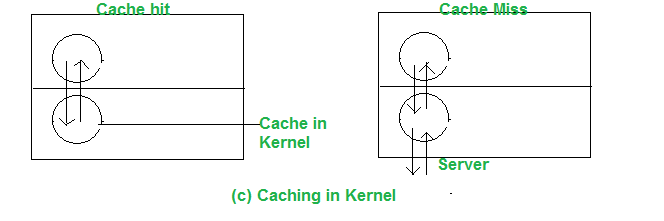 Cache hit
Cache Miss
Cache in
Kernel
Server
(c) Caching in Kernel